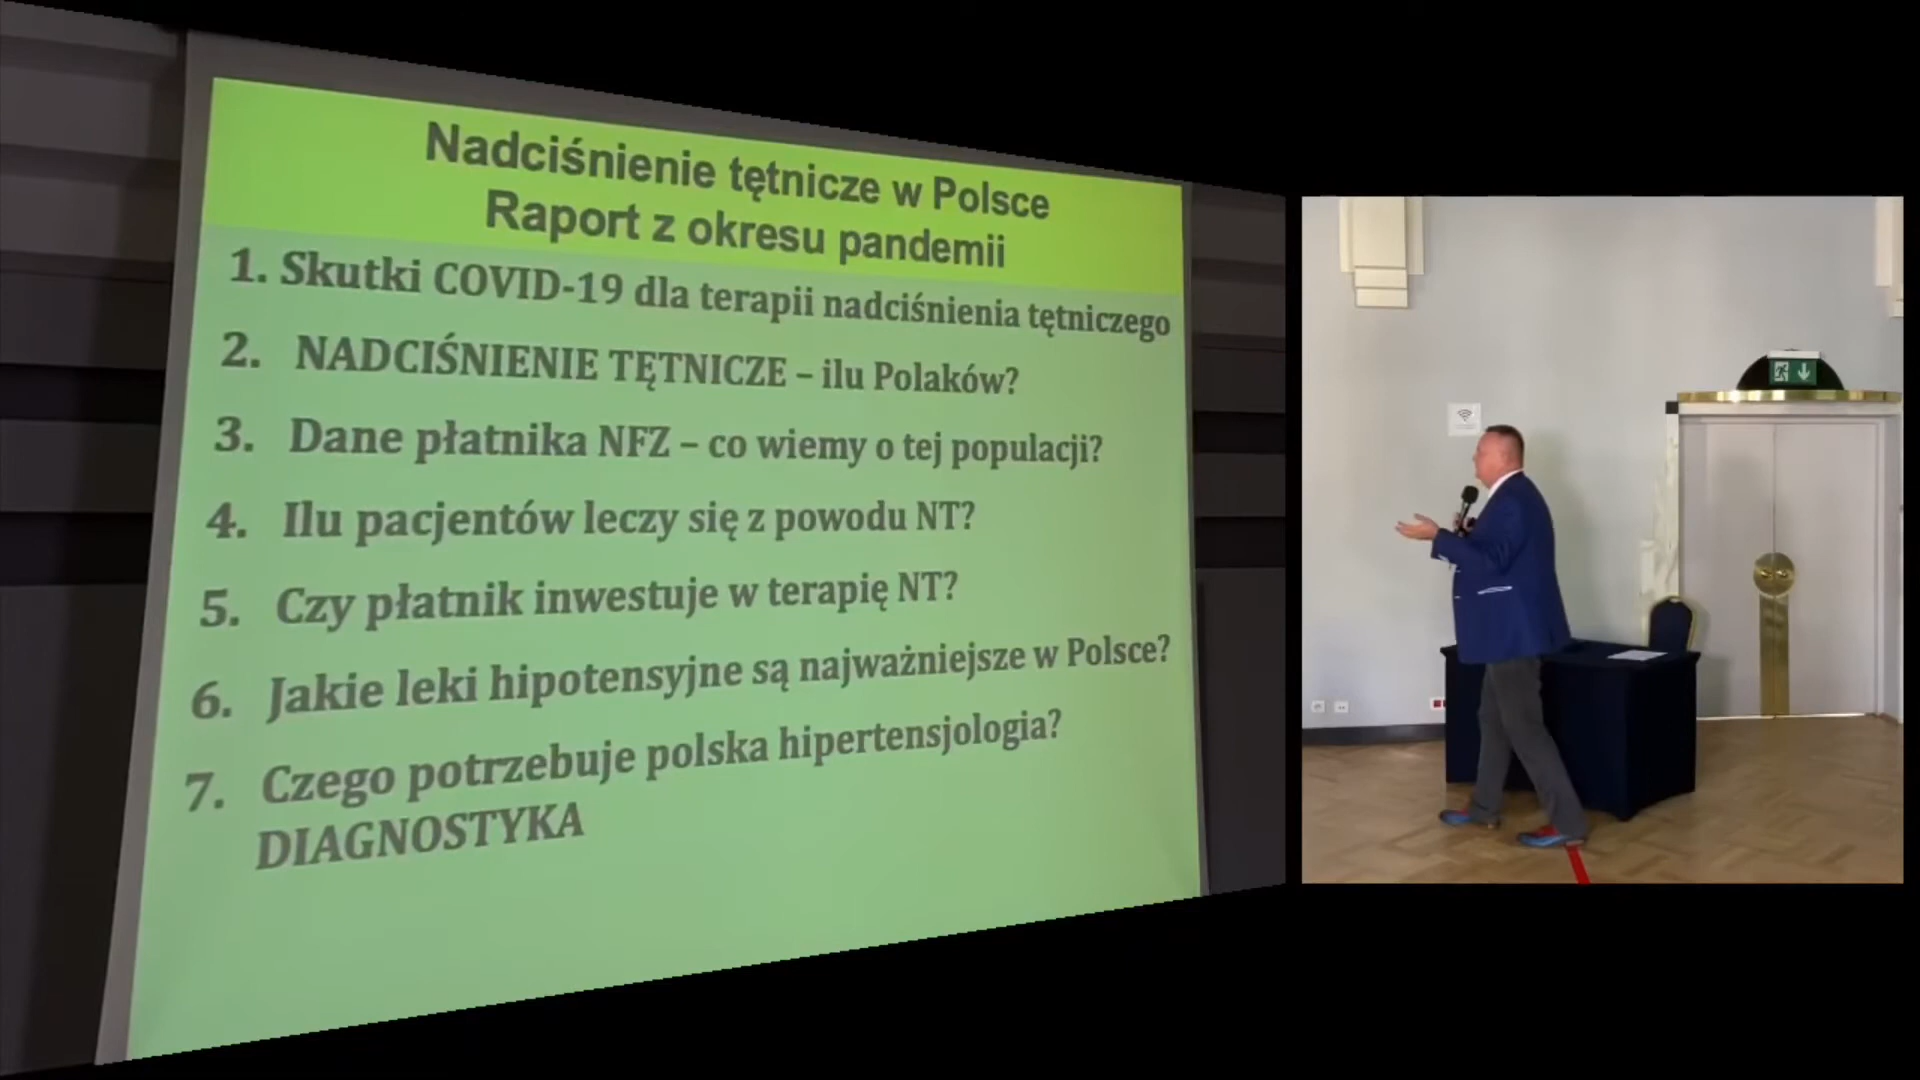 Nadciśnienie tętnicze w Polsce
Raport z okresu pandemii
1. Skutki COVID-19 dla terapii nadciśnienia tętniczego
2. NADCIŚNIENIE TĘTNICZE – ilu Polaków?
3. Dane płatnika NFZ – co wiemy o tej populacji?
4. Ilu pacjentów leczy się z powodu NT?
5. Czy płatnik inwestuje w terapię NT?
6. Jakie leki hipotensyjne są najważniejsze w Polsce?
7. Czego potrzebuje polska hipertensjologia?
DIAGNOSTYKA